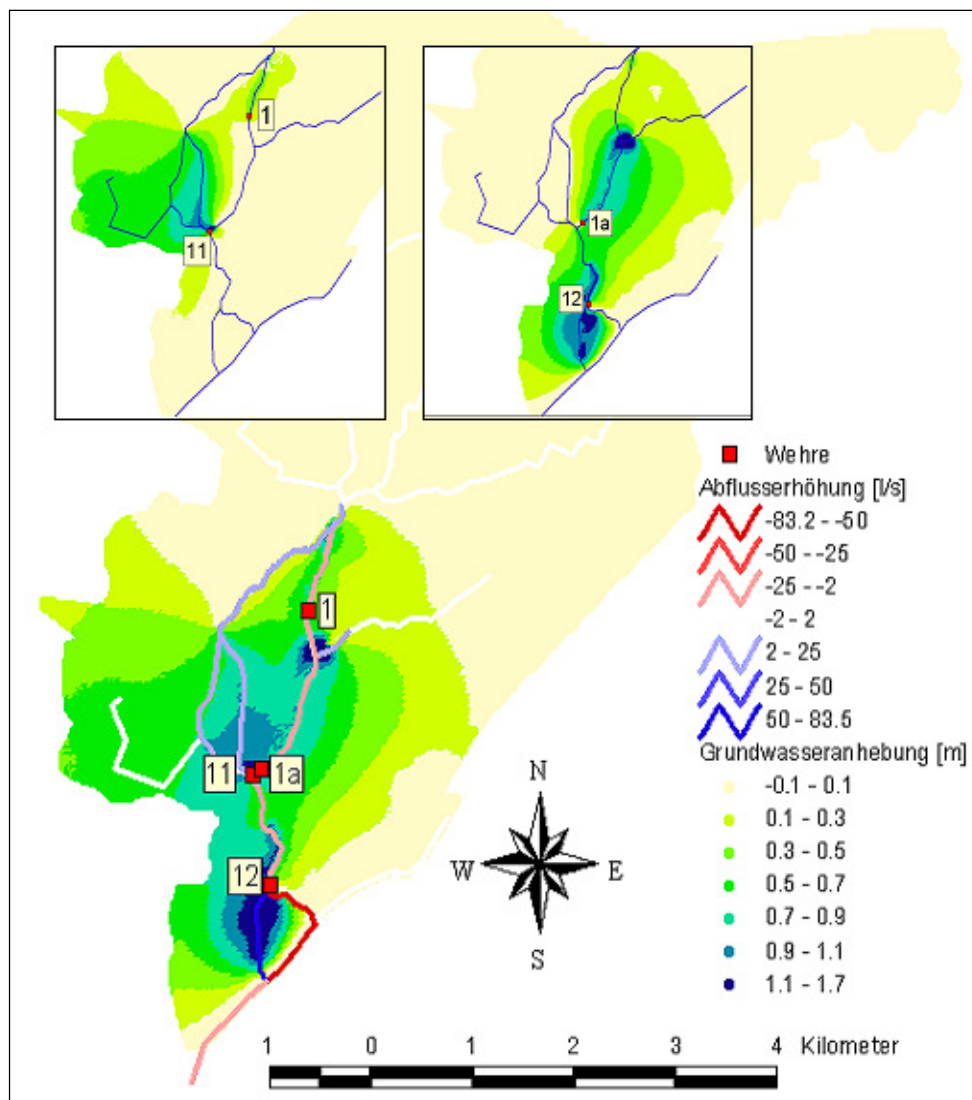 1
11
1a
12
Wehre
Abflusserhöhung [l/s]
-83.2 - -50
-50 - -25
-25 - -2
-2 - 2
2 - 25
25 - 50
50 - 83.5
Grundwasseranhebung [m]
-0.1 - 0.1
0.1 - 0.3
0.3 - 0.5
0.5 - 0.7
0.7 - 0.9
0.9 - 1.1
1.1 - 1.7
1
11
1a
12
N
W
E
S
1 0 1 2 3 4 Kilometer